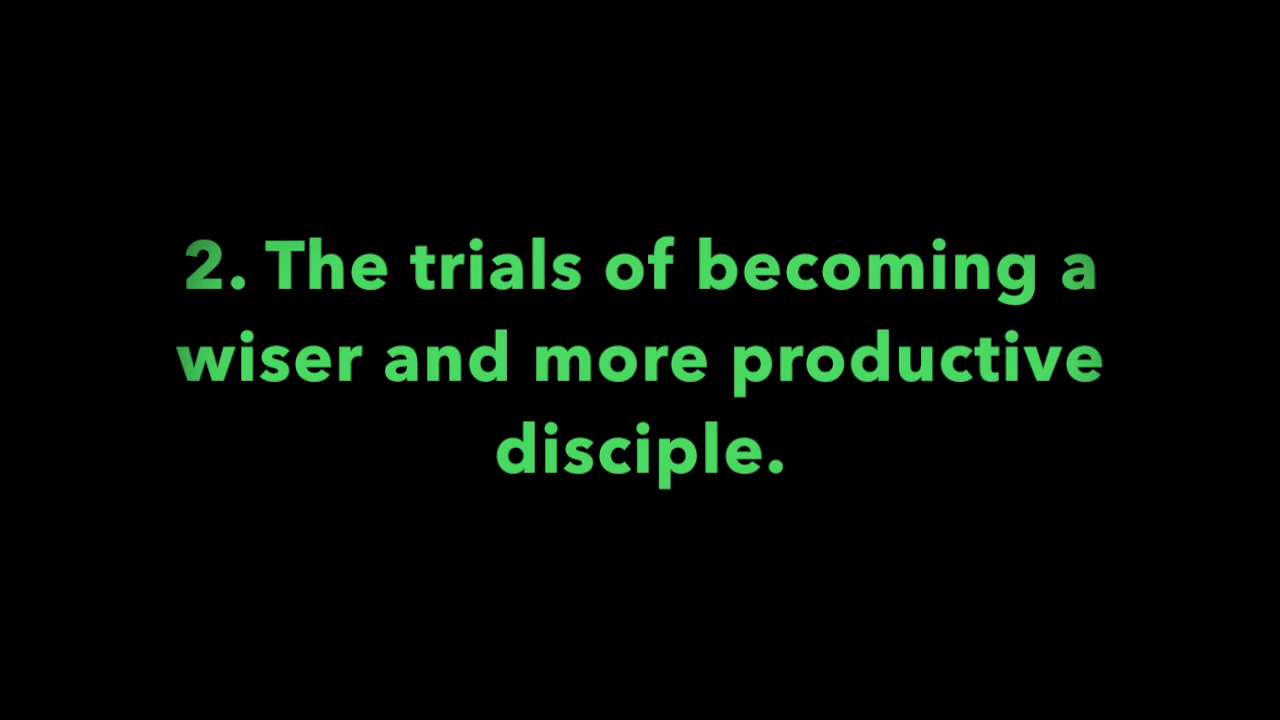 2. The trials of becoming a
wiser and more productive
disciple.